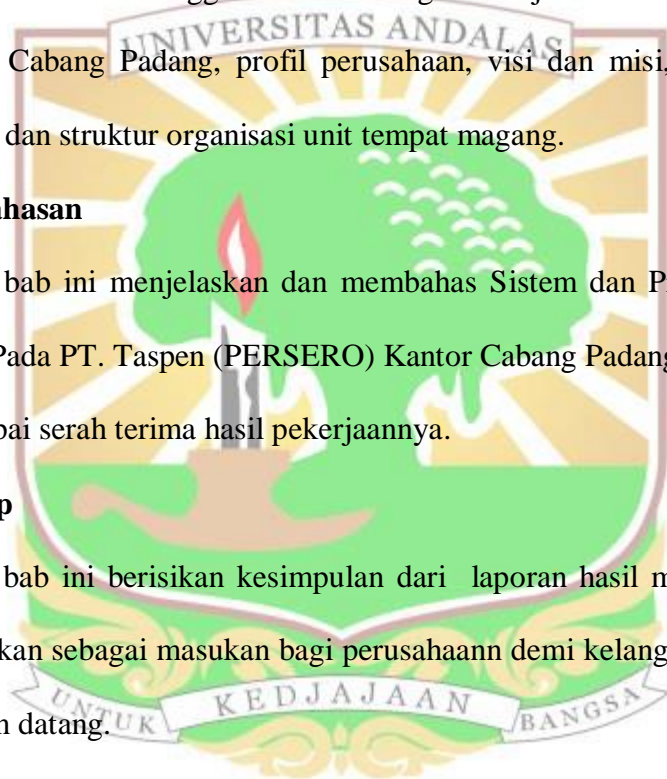 UNIVERSITAS ANDALAS
Cabang Padang, profil perusahaan, visi dan misi,
dan struktur organisasi unit tempat magang.
ahasan
bab ini menjelaskan dan membahas Sistem dan P
Pada PT. Taspen (PERSERO) Kantor Cabang Padang
pai serah terima hasil pekerjaannya.
p
bab ini berisikan kesimpulan dari laporan hasil m
kan sebagai masukan bagi perusahaann demi kelang
n datang.
UNTUK KEDJAJAAN BANGSA